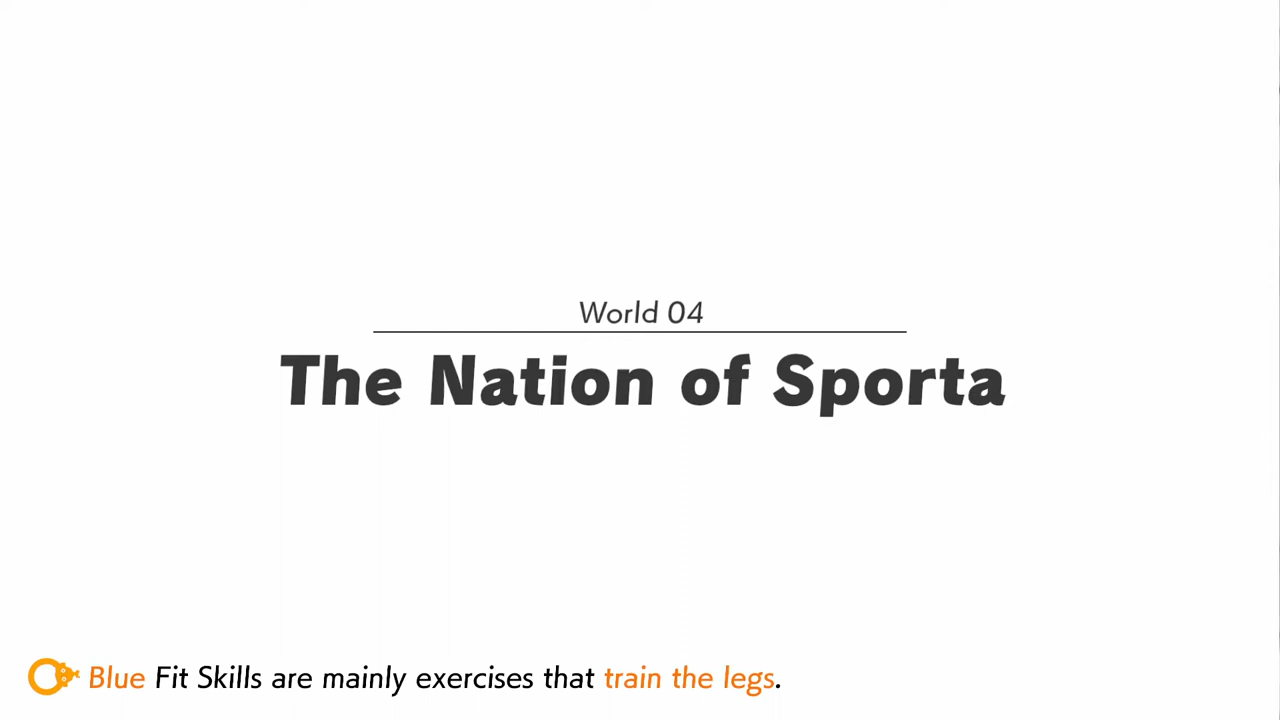 World 04
The Nation of Sporta
Blue Fit Skills are mainly exercises that train the legs.